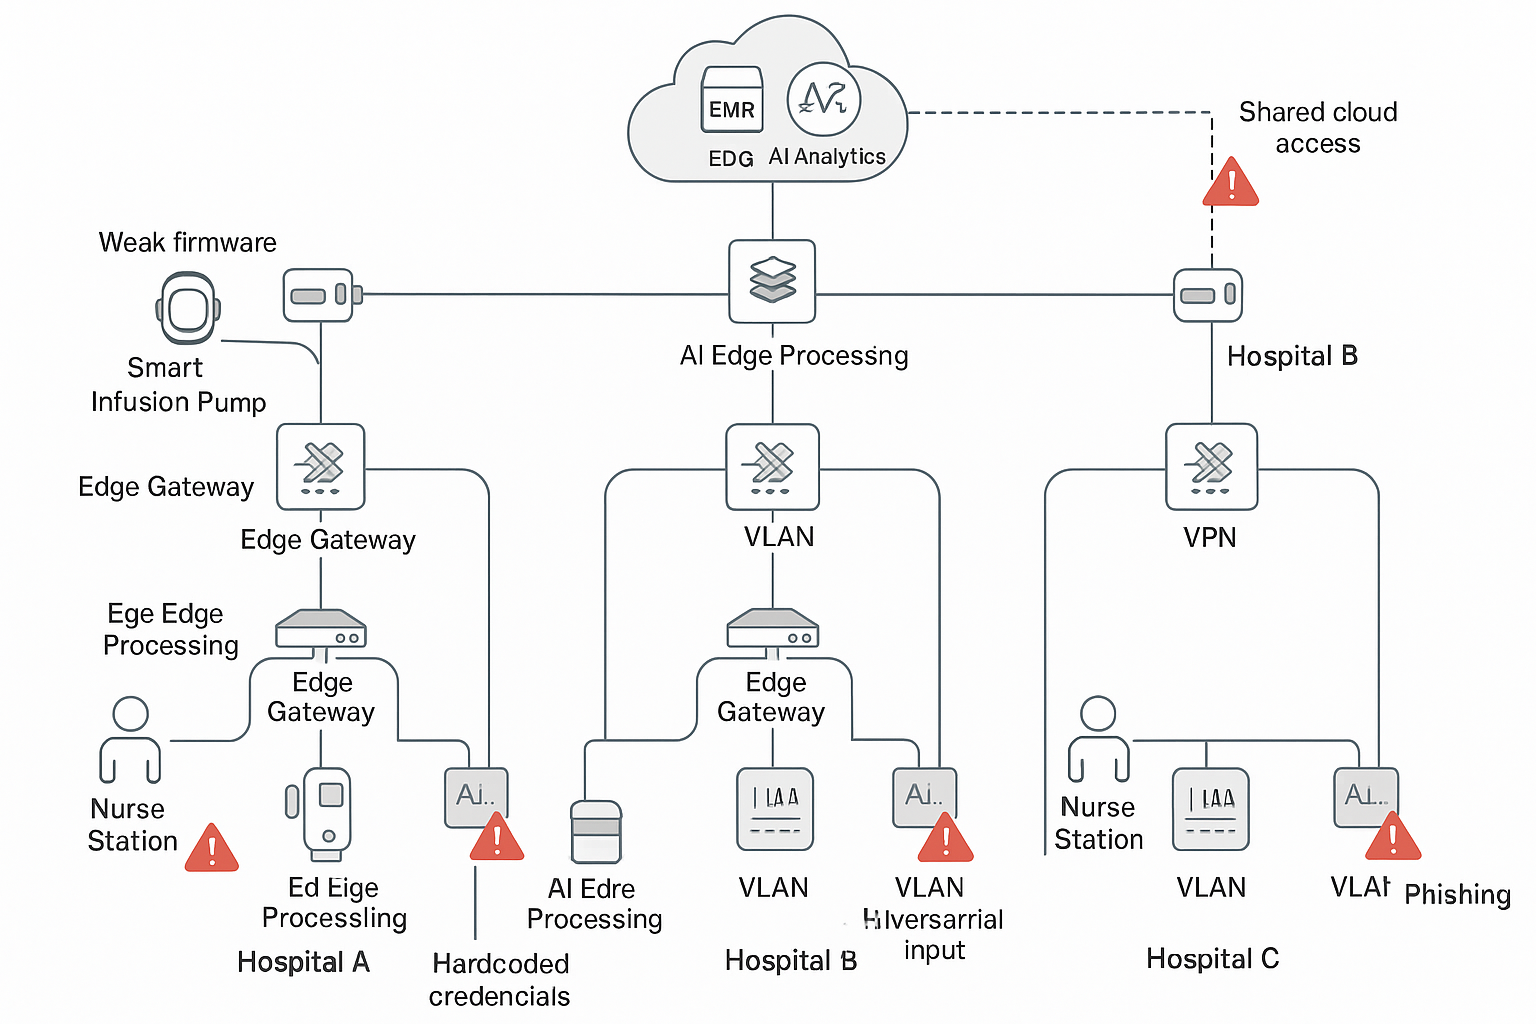 EMR
EDG AI Analytics
Shared cloud
access
Weak firmware
Smart
Infusion Pump
AI Edge Processing
Hospital B
Edge Gateway
Edge Gateway
VLAN
VPN
Ege Edge
Processing
Edge
Gateway
Edge
Gateway
Nurse
Station
Nurse
Station
Ed Eige
Processling
AI Edre
Processing
VLAN
VLAN
VLAN
Phishing
input
Hospital A
Hardcoded
credencials
Hospital B
Hospital C